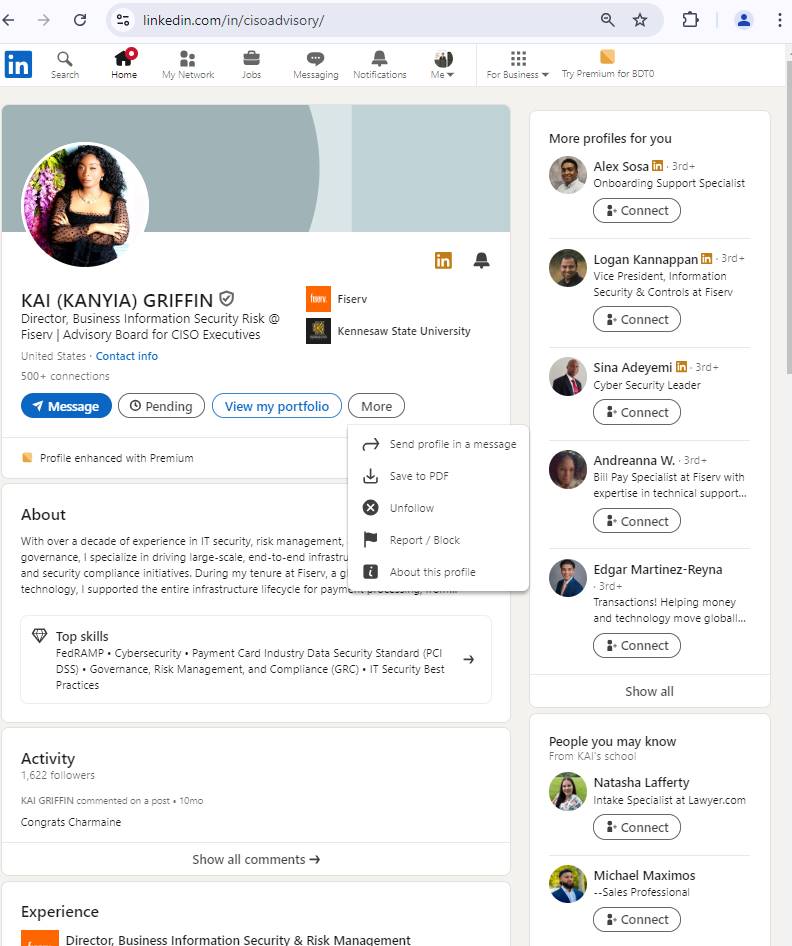 linkedin.com/in/cisoadvisory/
in
Search
Home
My Network
Jobs
Messaging
Notifications
Me
For Business
Try Premium for BDT0
KAI (KANYIA) GRIFFIN
Director, Business Information Security Risk @
Fiserv | Advisory Board for CISO Executives
United States · Contact info
500+ connections
in
fiserv.
Fiserv
Kennesaw State University
Message
Pending
View my portfolio
More
Profile enhanced with Premium
Send profile in a message
Save to PDF
Unfollow
Report / Block
About this profile
About
With over a decade of experience in IT security, risk management,
governance, I specialize in driving large-scale, end-to-end infrastru
and security compliance initiatives. During my tenure at Fiserv, a gl
technology, I supported the entire infrastructure lifecycle for payment processing, from...
Top skills
FedRAMP • Cybersecurity • Payment Card Industry Data Security Standard (PCI
DSS) • Governance, Risk Management, and Compliance (GRC) • IT Security Best
Practices
Activity
1,622 followers
KAI GRIFFIN commented on a post • 10mo
Congrats Charmaine
Show all comments →
Experience
fiserv.
Director, Business Information Security & Risk Management
More profiles for you
Alex Sosa in · 3rd+
Onboarding Support Specialist
Connect
Logan Kannappan in · 3rd+
Vice President, Information
Security & Controls at Fiserv
Connect
Sina Adeyemi in · 3rd+
Cyber Security Leader
Connect
Andreanna W. · 3rd+
Bill Pay Specialist at Fiserv with
expertise in technical support...
Connect
Edgar Martinez-Reyna
· 3rd+
Transactions! Helping money
and technology move globall...
Connect
Show all
People you may know
From KAI's school
Natasha Lafferty
Intake Specialist at Lawyer.com
Connect
Michael Maximos
--Sales Professional
Connect